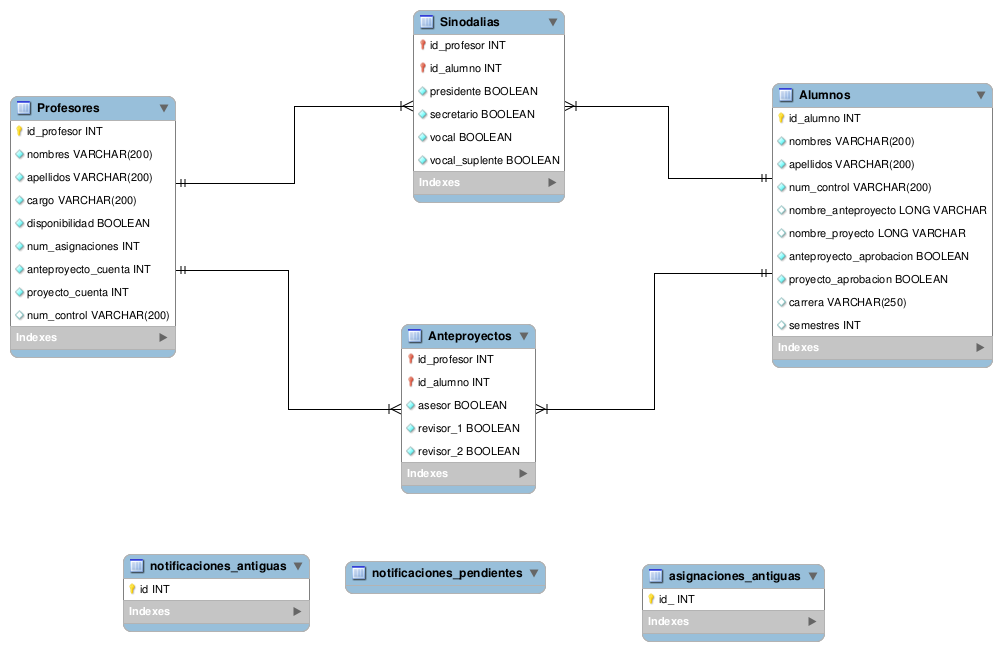 Sinodalias
id_profesor INT
id_alumno INT
presidente BOOLEAN
secretario BOOLEAN
vocal BOOLEAN
vocal_suplente BOOLEAN
Indexes
Profesores
id_profesor INT
nombres VARCHAR(200)
apellidos VARCHAR(200)
cargo VARCHAR(200)
disponibilidad BOOLEAN
num_asignaciones INT
anteproyecto_cuenta INT
proyecto_cuenta INT
num_control VARCHAR(200)
Indexes
Alumnos
id_alumno INT
nombres VARCHAR(200)
apellidos VARCHAR(200)
num_control VARCHAR(200)
nombre_anteproyecto LONG VARCHAR
nombre_proyecto LONG VARCHAR
anteproyecto_aprobacion BOOLEAN
proyecto_aprobacion BOOLEAN
carrera VARCHAR(250)
semestres INT
Indexes
Anteproyectos
id_profesor INT
id_alumno INT
asesor BOOLEAN
revisor_1 BOOLEAN
revisor_2 BOOLEAN
Indexes
notificaciones_antiguas
id INT
Indexes
notificaciones_pendientes
asignaciones_antiguas
id_ INT
Indexes